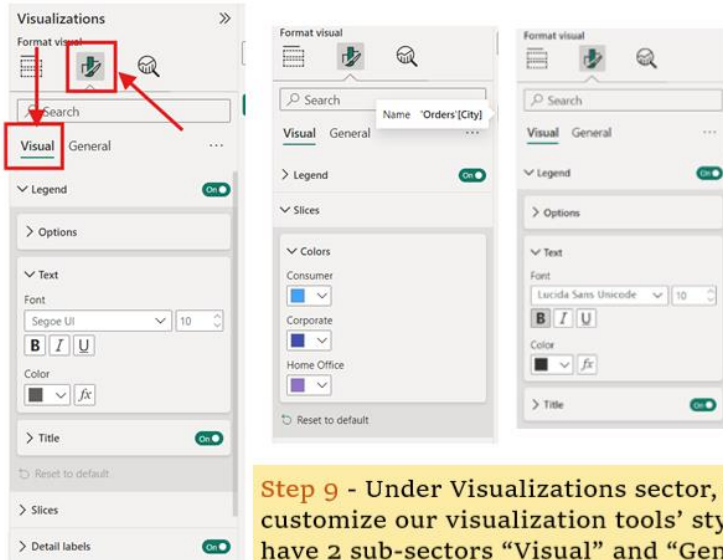 Visualizations
Format visual
Search
Visual General ...
Legend On
Options
Text
Font
Segoe UI 10
B I U
Color
fx
Title On
Reset to default
Slices
Detail labels On
Format visual
Search
Name 'Orders'[City]
Visual General ...
Legend On
Slices
Colors
Consumer
Corporate
Home Office
Reset to default
Format visual
Search
Visual General ...
Legend On
Options
Text
Font
Lucida Sans Unicode 10
B I U
Color
fx
Title On
Step 9 - Under Visualizations sector,
customize our visualization tools'
have 2 sub-sectors "Visual" and